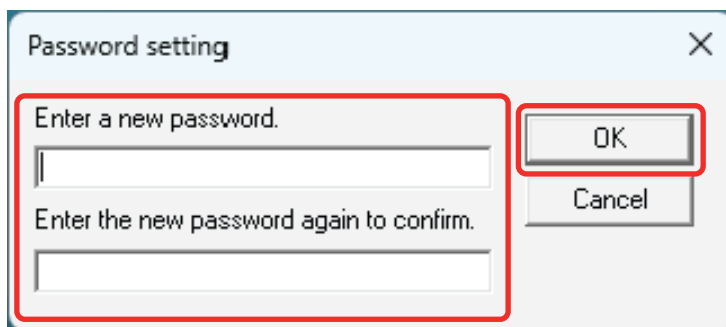 Password setting
Enter a new password.
OK
Cancel
Enter the new password again to confirm.